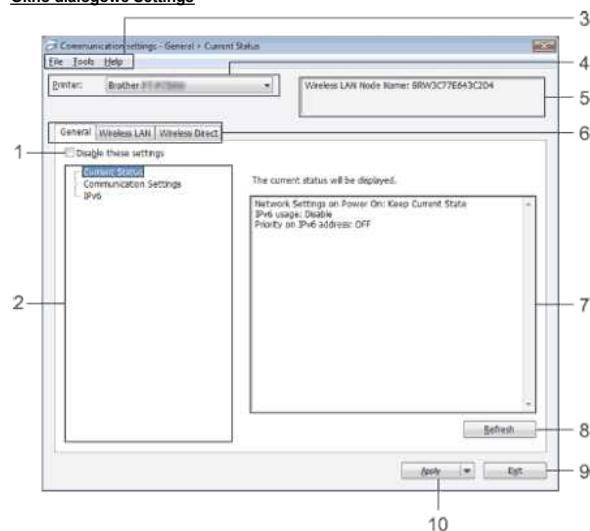 Okno dialogowe Settings
3
Communication settings - General > Current Status
File Tools Help
4
Printer: Brother
Wireless LAN Node Name: BRW3C77E643C2D4
5
General Wireless LAN Wireless Direct
6
1
Disable these settings
Current Status
Communication Settings
IPv6
The current status will be displayed.
Network Settings on Power On: Keep Current State
IPv6 usage: Disable
Priority on IPv6 address: OFF
2
7
Refresh
8
Apply Exit
9
10